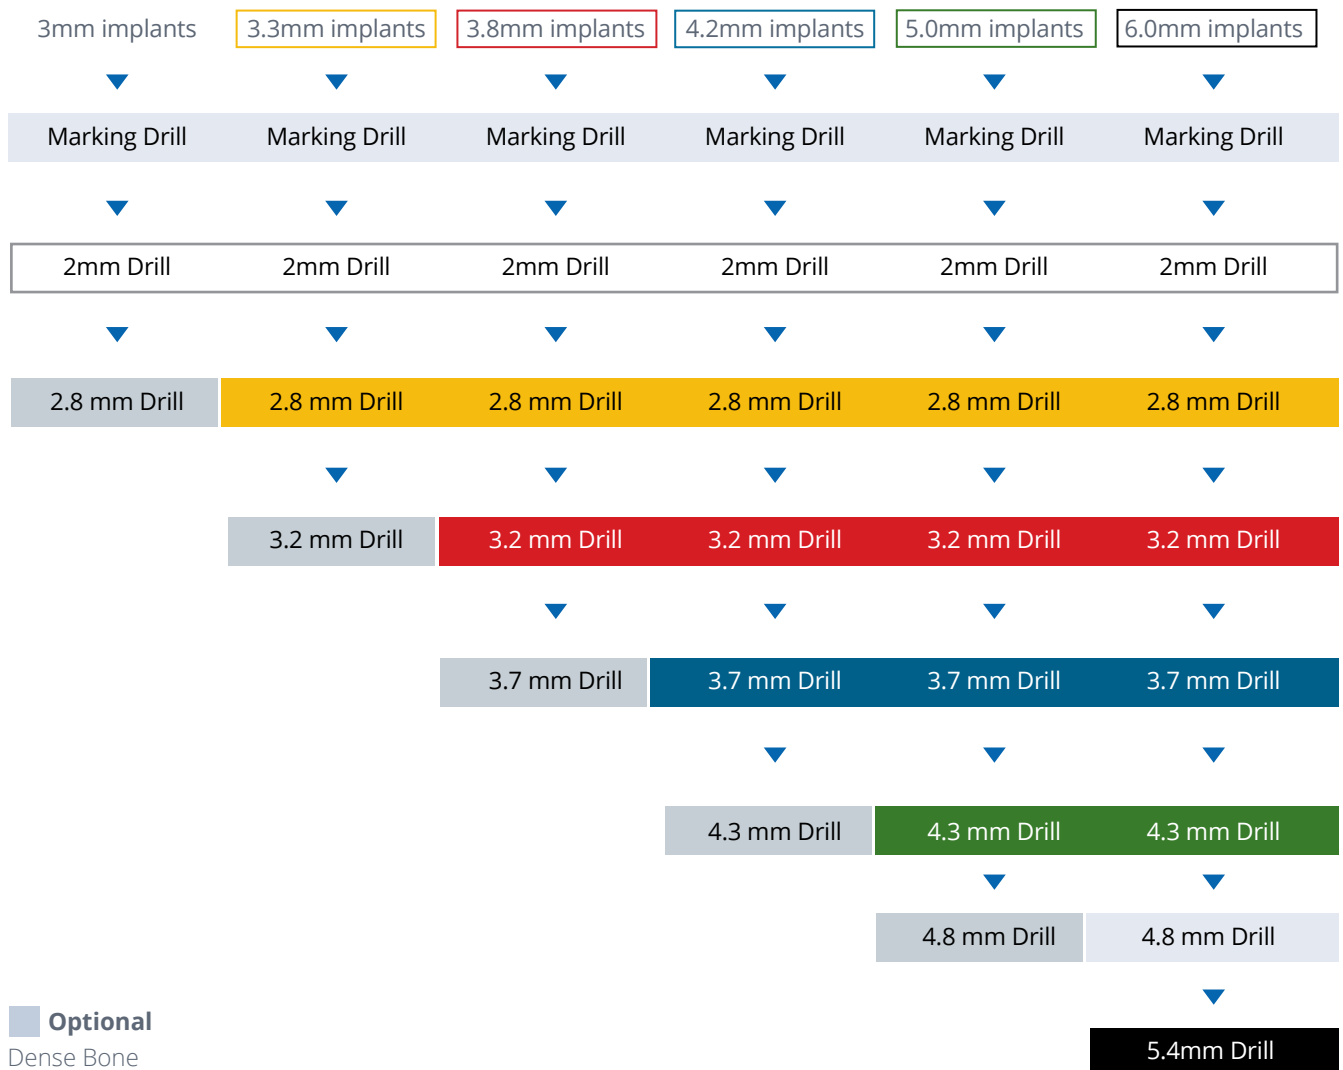 3mm implants 3.3mm implants 3.8mm implants 4.2mm implants 5.0mm implants 6.0mm implants
Marking Drill Marking Drill Marking Drill Marking Drill Marking Drill Marking Drill
2mm Drill 2mm Drill 2mm Drill 2mm Drill 2mm Drill 2mm Drill
2.8 mm Drill 2.8 mm Drill 2.8 mm Drill 2.8 mm Drill 2.8 mm Drill 2.8 mm Drill
3.2 mm Drill 3.2 mm Drill 3.2 mm Drill 3.2 mm Drill 3.2 mm Drill
3.7 mm Drill 3.7 mm Drill 3.7 mm Drill 3.7 mm Drill
4.3 mm Drill 4.3 mm Drill 4.3 mm Drill
4.8 mm Drill 4.8 mm Drill
Optional
Dense Bone
5.4mm Drill